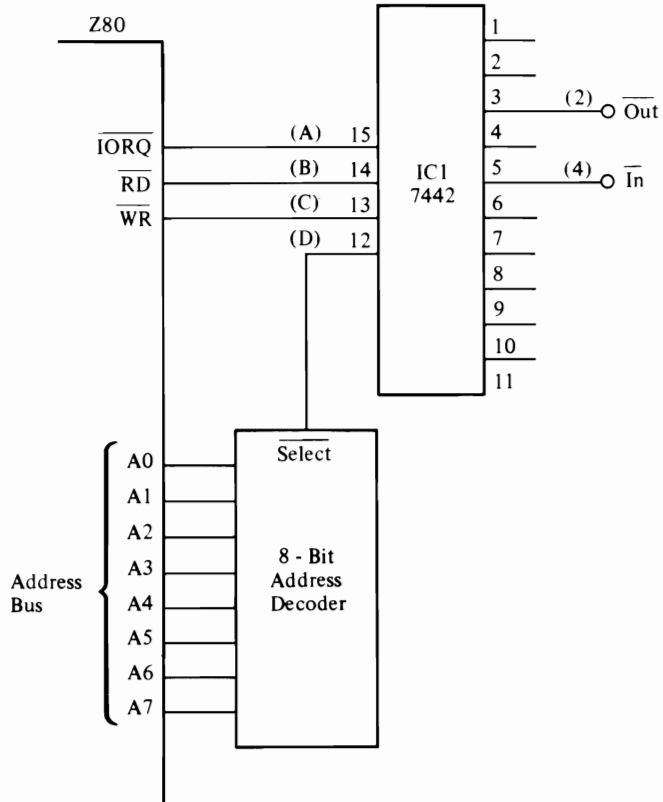 Z80
1
2
3 (2) Out
(A) 15 4
IORQ
(B) 14 IC1 5 (4) In
RD 7442
(C) 13 6
WR
(D) 12 7
8
9
10
11
A0 Select
A1
A2
8 - Bit
Address A3 Address
Bus A4 Decoder
A5
A6
A7